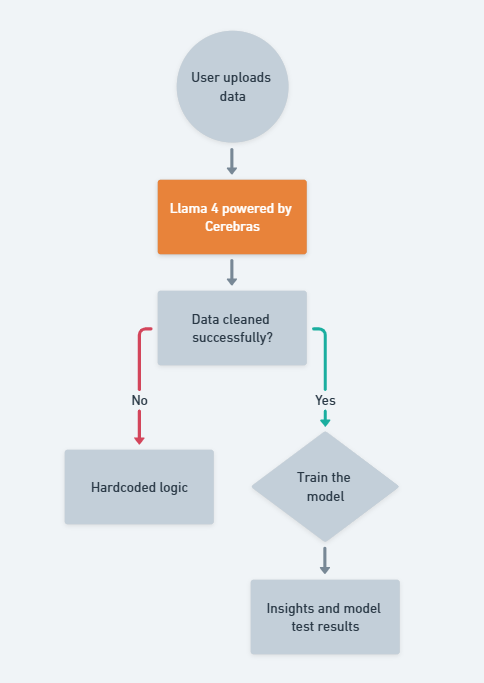 User uploads
data
Llama 4 powered by
Cerebras
Data cleaned
successfully?
No
Yes
Hardcoded logic
Train the
model
Insights and model
test results